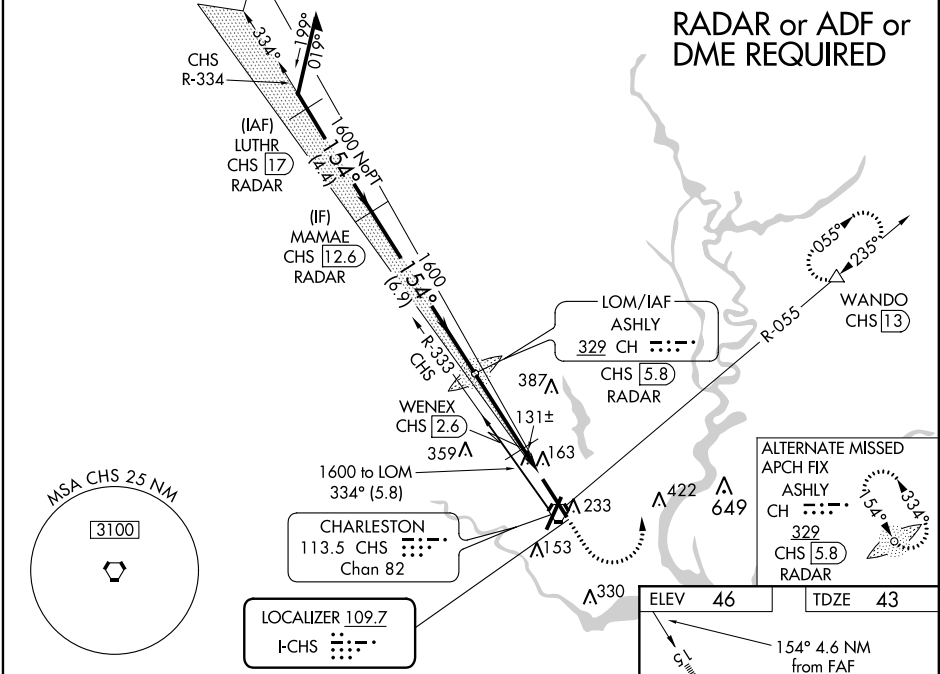 RADAR or ADF or
DME REQUIRED
334°
199°
019°
CHS
R-334
(IAF)
LUTHR
CHS 17
RADAR
1600 NoPT
154°
(4.4)
(IF)
MAMAE
CHS 12.6
RADAR
1600
154°
(6.9)
R-333
CHS
055°
235°
WANDO
CHS 13
R-055
LOM/IAF
ASHLY
329 CH
CHS 5.8
RADAR
387
WENEX
CHS 2.6
131±
359
163
1600 to LOM
334° (5.8)
233
422
649
153
330
CHARLESTON
113.5 CHS
Chan 82
LOCALIZER 109.7
I-CHS
MSA CHS 25 NM
3100
ALTERNATE MISSED
APCH FIX
ASHLY
CH
329
CHS 5.8
RADAR
154°
334°
ELEV 46
TDZE 43
154° 4.6 NM
from FAF
15